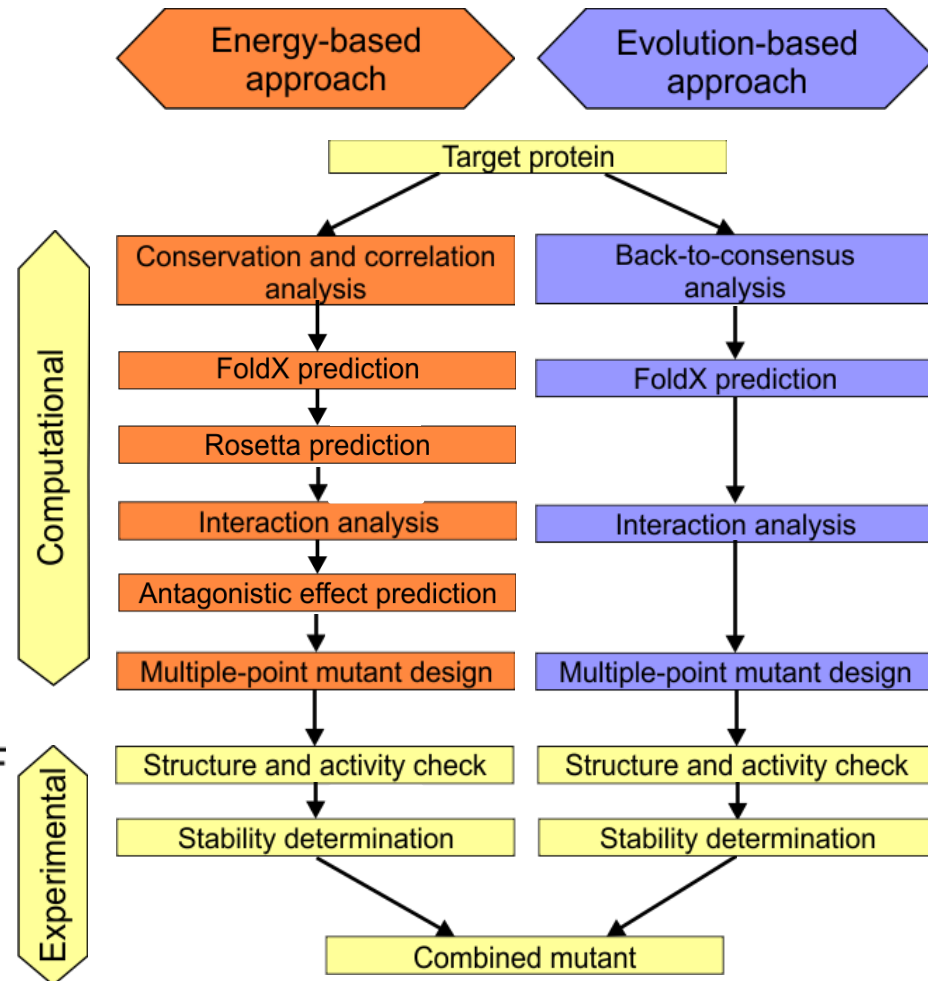 Energy-based
approach
Evolution-based
approach
Target protein
Computational
Conservation and correlation
analysis
Back-to-consensus
analysis
FoldX prediction
FoldX prediction
Rosetta prediction
Interaction analysis
Interaction analysis
Antagonistic effect prediction
Multiple-point mutant design
Multiple-point mutant design
Experimental
Structure and activity check
Structure and activity check
Stability determination
Stability determination
Combined mutant